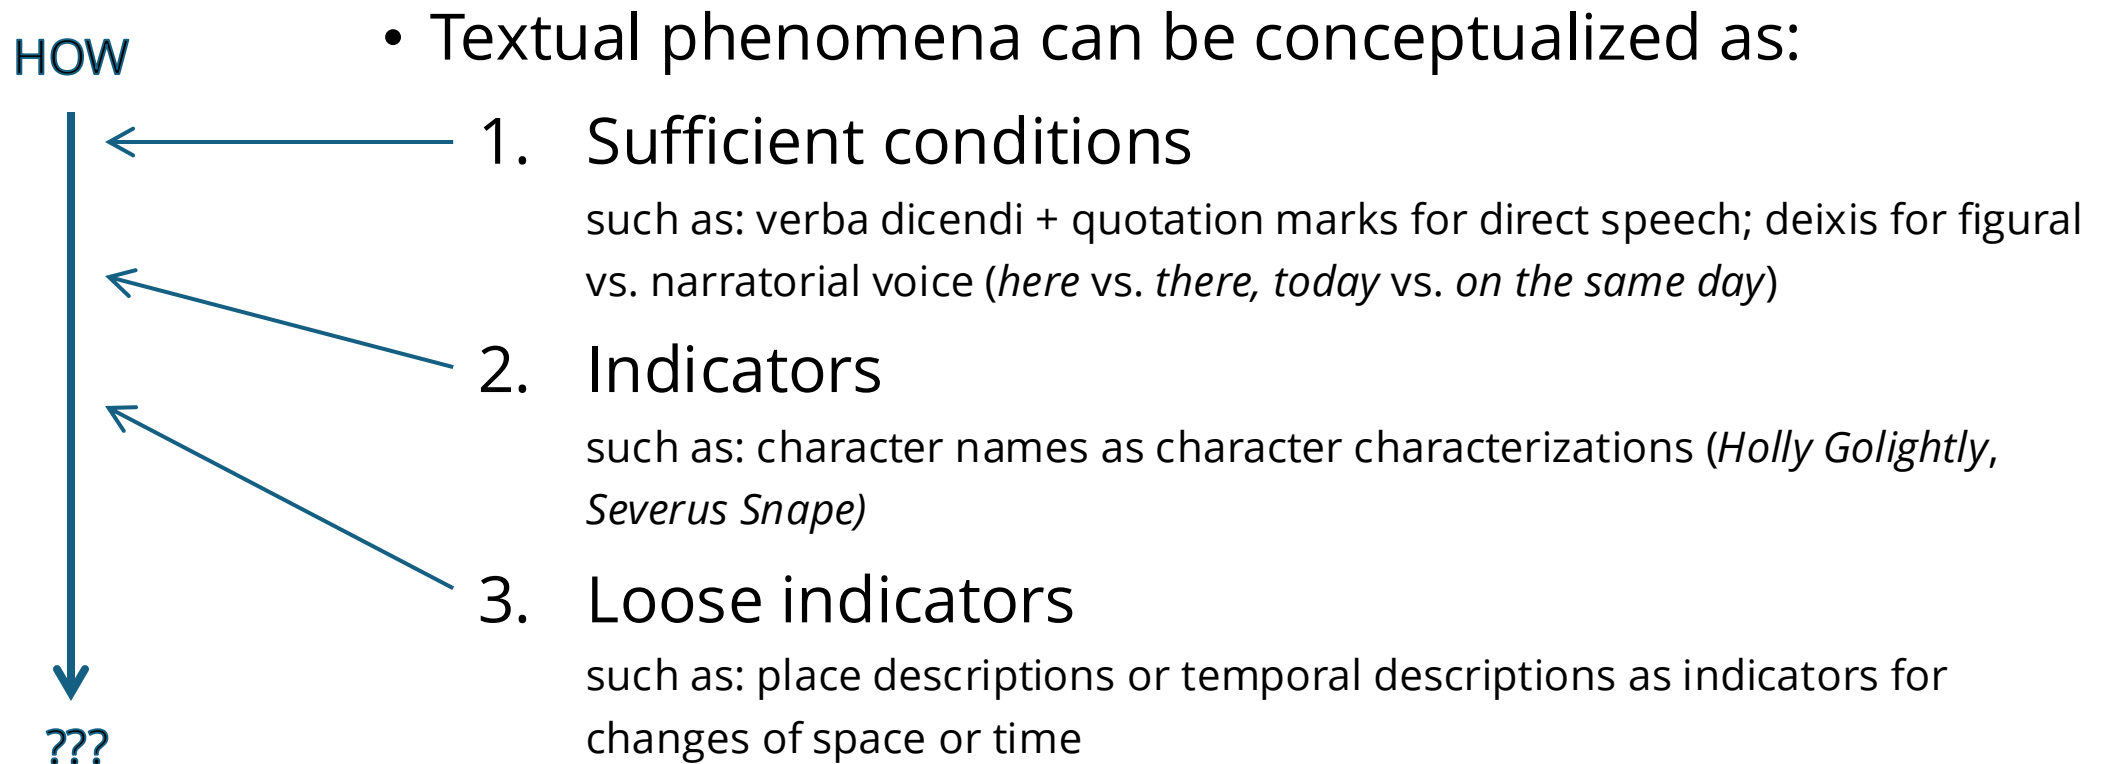 HOW
• Textual phenomena can be conceptualized as:
1. Sufficient conditions
such as: verba dicendi + quotation marks for direct speech; deixis for figural
vs. narratorial voice (here vs. there, today vs. on the same day)
2. Indicators
such as: character names as character characterizations (Holly Golightly,
Severus Snape)
3. Loose indicators
such as: place descriptions or temporal descriptions as indicators for
changes of space or time
???